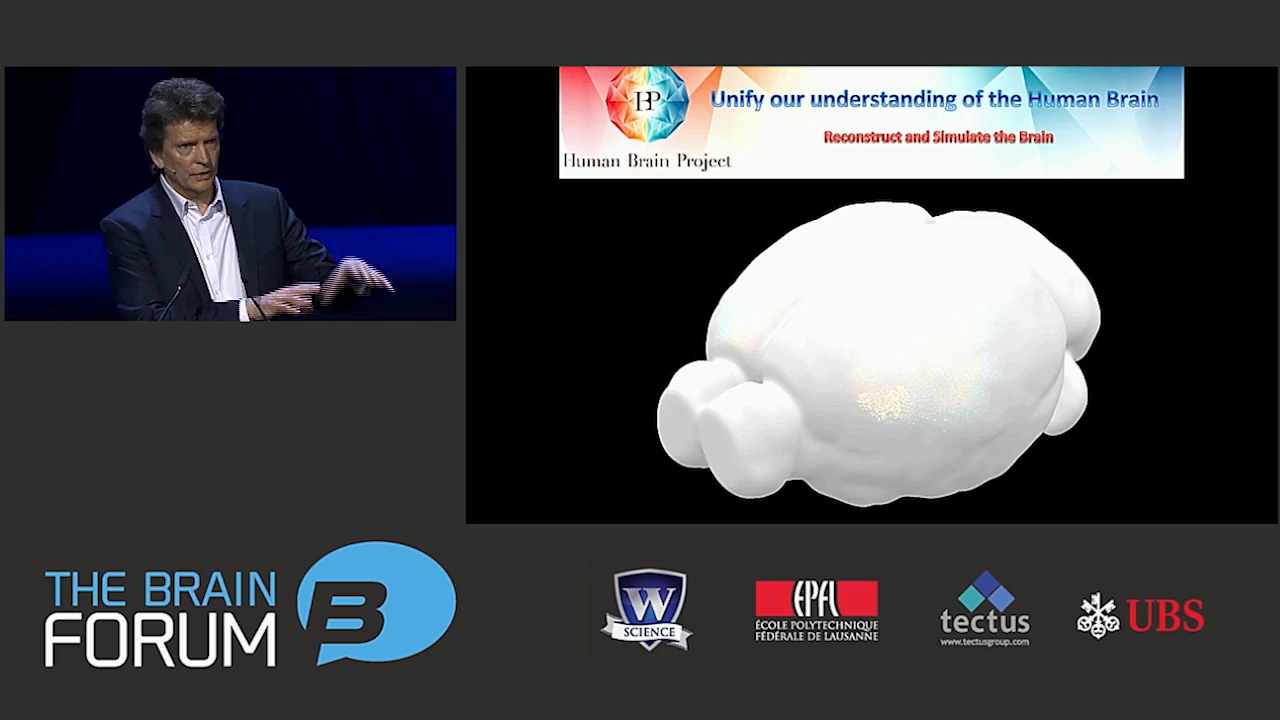 HBP
Unify our understanding of the Human Brain
Reconstruct and Simulate the Brain
Human Brain Project
THE BRAIN
FORUM
B
W
SCIENCE
EPFL
ÉCOLE POLYTECHNIQUE
FÉDÉRALE DE LAUSANNE
tectus
www.tectusgroup.com
UBS